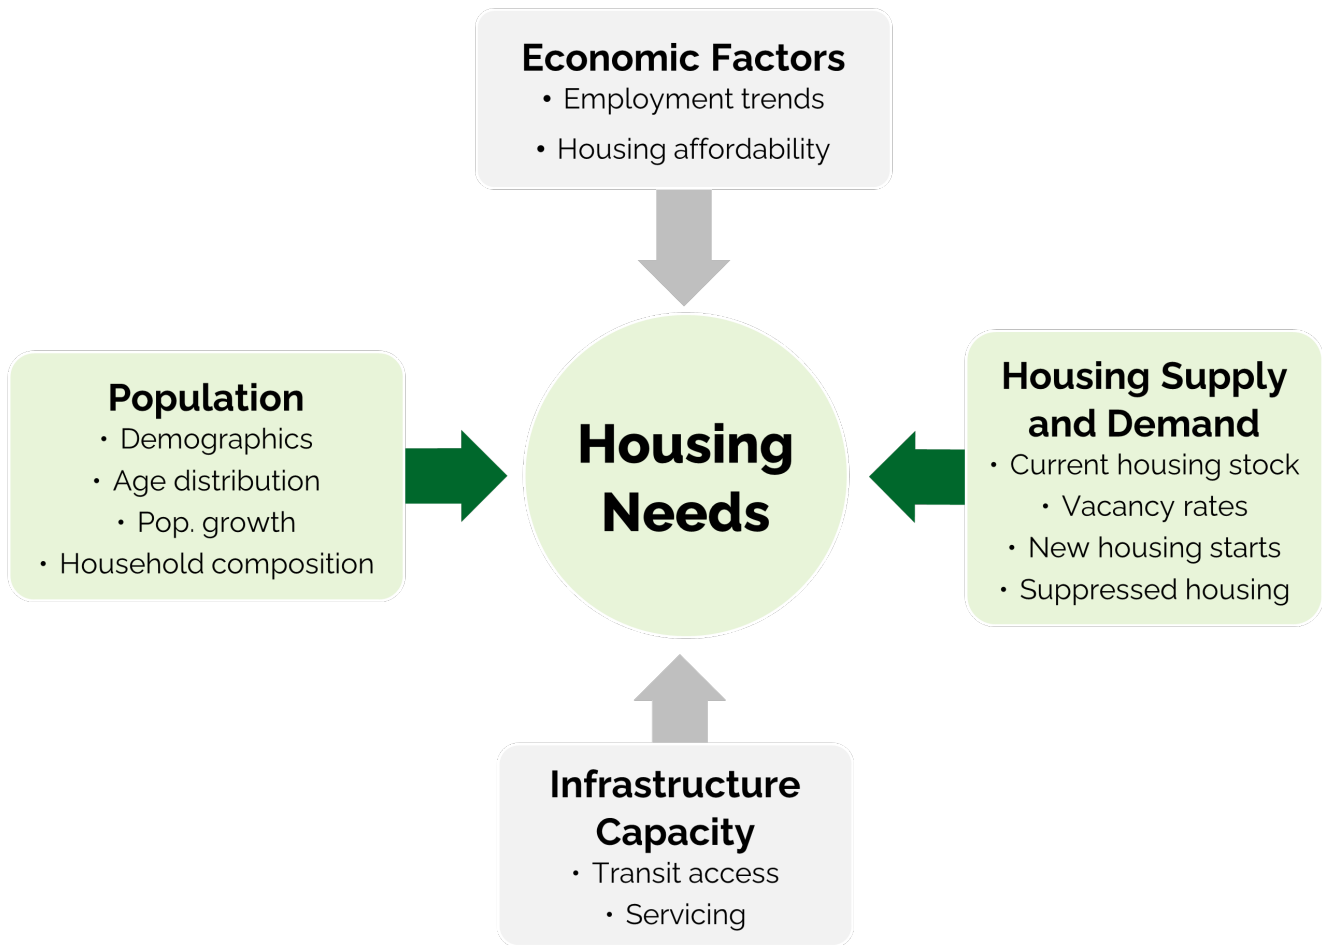 Economic Factors
• Employment trends
• Housing affordability
Population
• Demographics
• Age distribution
• Pop. growth
• Household composition
Housing
Needs
Housing Supply
and Demand
• Current housing stock
• Vacancy rates
• New housing starts
• Suppressed housing
Infrastructure
Capacity
• Transit access
• Servicing